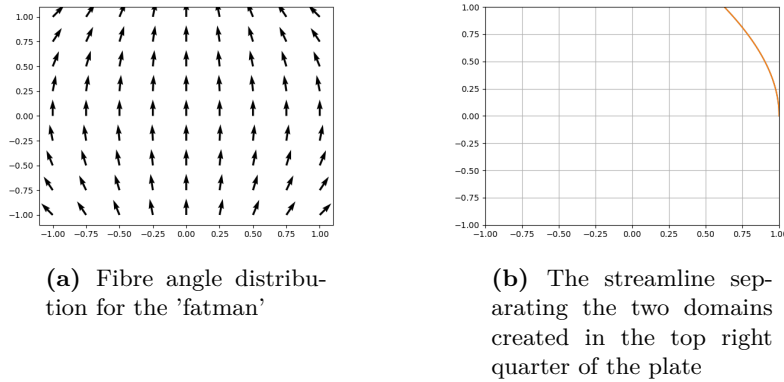 1.00
0.75
0.50
0.25
0.00
−0.25
−0.50
−0.75
−1.00
−1.00 −0.75 −0.50 −0.25 0.00 0.25 0.50 0.75 1.00
(a) Fibre angle distribu-
tion for the 'fatman'
1.00
0.75
0.50
0.25
0.00
−0.25
−0.50
−0.75
−1.00
−1.00 −0.75 −0.50 −0.25 0.00 0.25 0.50 0.75 1.00
(b) The streamline sep-
arating the two domains
created in the top right
quarter of the plate